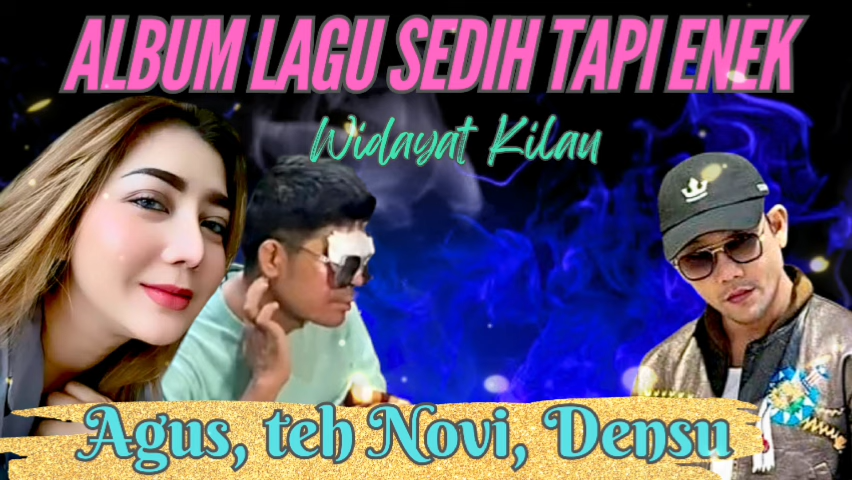 ALBUM LAGU SEDIH TAPI ENEK
Widayat Kilau
Agus, teh Novi, Densu